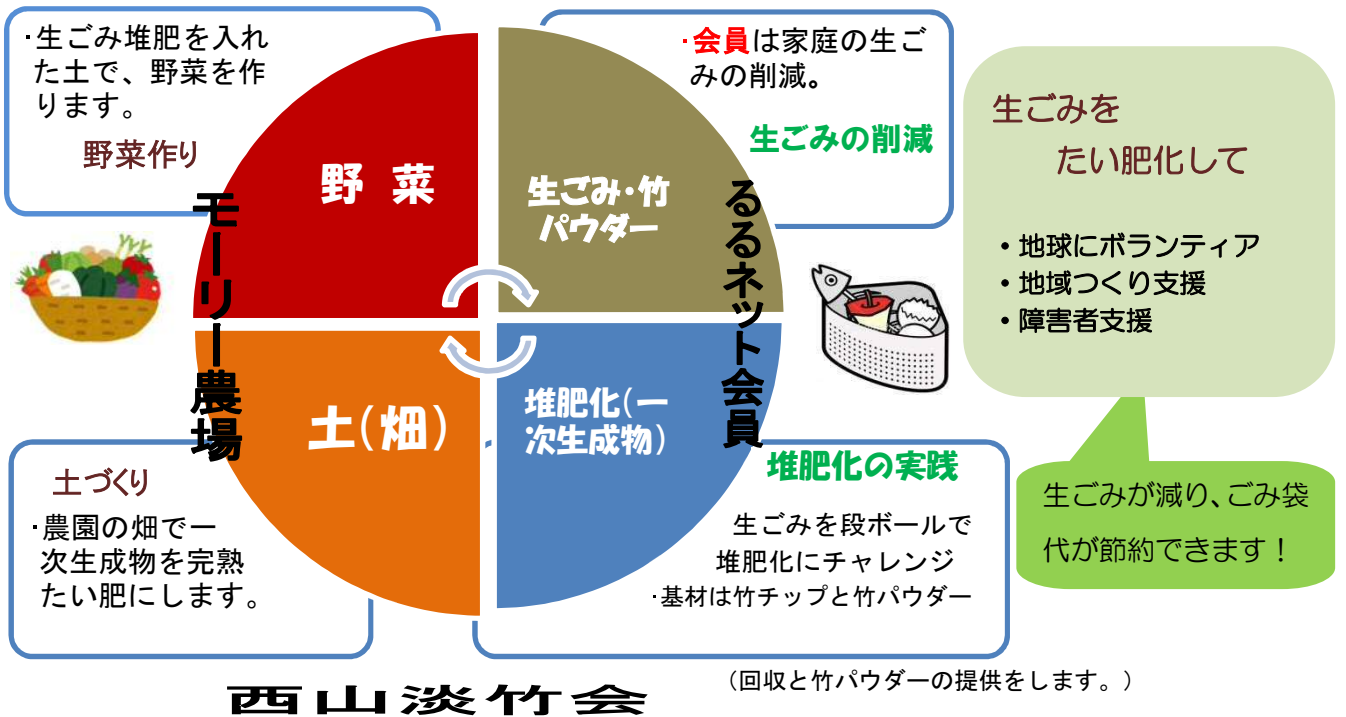 ・生ごみ堆肥を入れ
た土で、野菜を作
ります。
野菜作り
野 菜
生ごみ・竹
パウダー
・会員は家庭の生ご
みの削減。
生ごみの削減
モーリー農場
るるネット会員
土(畑)
堆肥化(一
次生成物)
土づくり
・農園の畑で一
次生成物を完熟
たい肥にします。
堆肥化の実践
生ごみを段ボールで
堆肥化にチャレンジ
・基材は竹チップと竹パウダー
生ごみを
たい肥化して
・地球にボランティア
・地域つくり支援
・障害者支援
生ごみが減り、ごみ袋
代が節約できます！
西山淡竹会
（回収と竹パウダーの提供をします。）